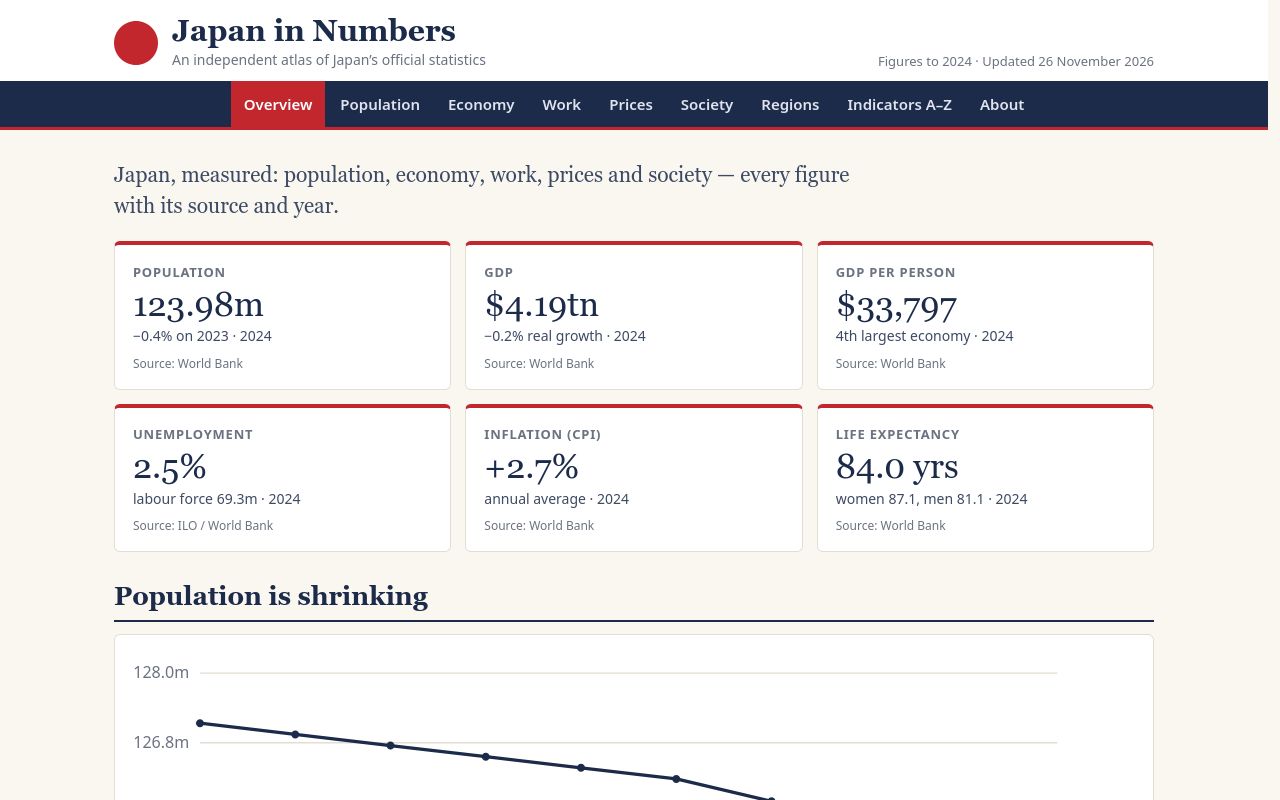 Japan in Numbers
An independent atlas of Japan’s official statistics
Figures to 2024 · Updated 26 November 2026
Overview Population Economy Work Prices Society Regions Indicators A–Z About
Japan, measured: population, economy, work, prices and society — every figure
with its source and year.
POPULATION
123.98m
−0.4% on 2023 · 2024
Source: World Bank
GDP
$4.19tn
−0.2% real growth · 2024
Source: World Bank
GDP PER PERSON
$33,797
4th largest economy · 2024
Source: World Bank
UNEMPLOYMENT
2.5%
labour force 69.3m · 2024
Source: ILO / World Bank
INFLATION (CPI)
+2.7%
annual average · 2024
Source: World Bank
LIFE EXPECTANCY
84.0 yrs
women 87.1, men 81.1 · 2024
Source: World Bank
Population is shrinking
128.0m
126.8m